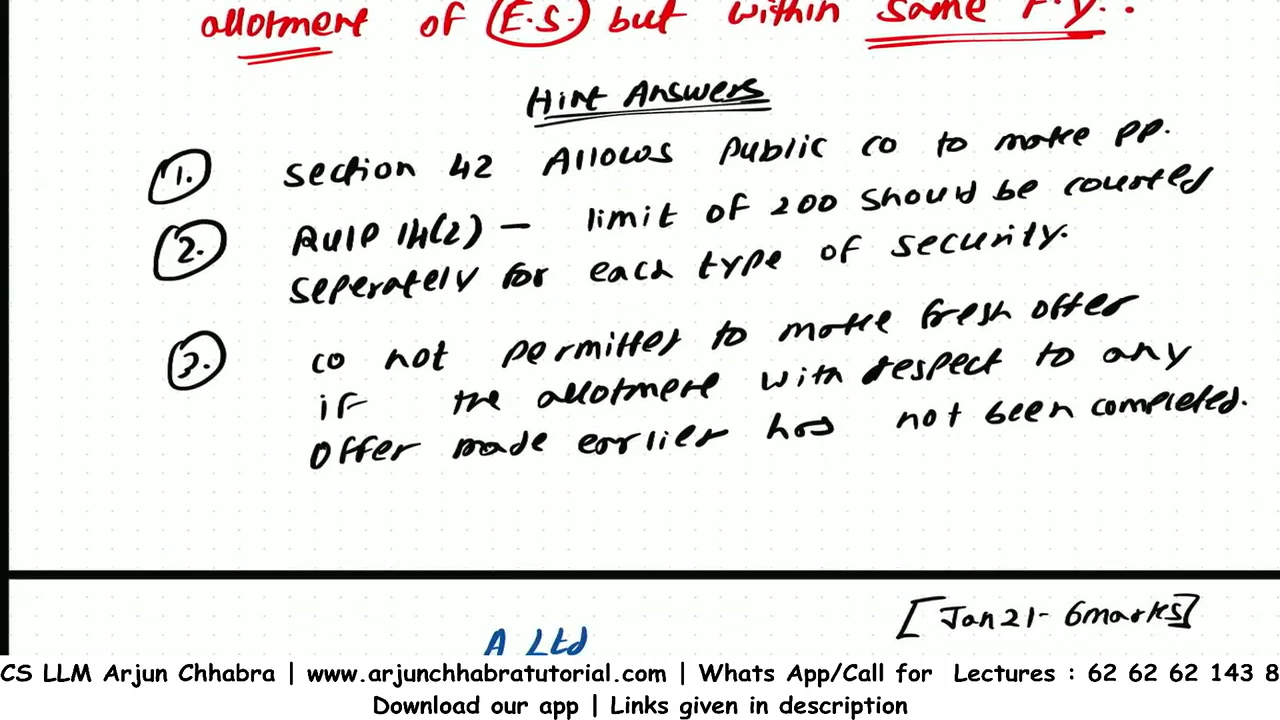 allotment of (E.S.) but within same F.Y..
Hint Answers
1. Section 42 Allows Public co to make PP.
2. Rule 14(2) – limit of 200 should be counted
seperately for each type of security.
3. co not permitted to make fresh offer
if the allotment with respect to any
offer made earlier has not been completed.
[Jan 21- 6marks]
A Ltd
CS LLM Arjun Chhabra | www.arjunchhabratutorial.com | Whats App/Call for Lectures : 62 62 62 143 8
Download our app | Links given in description